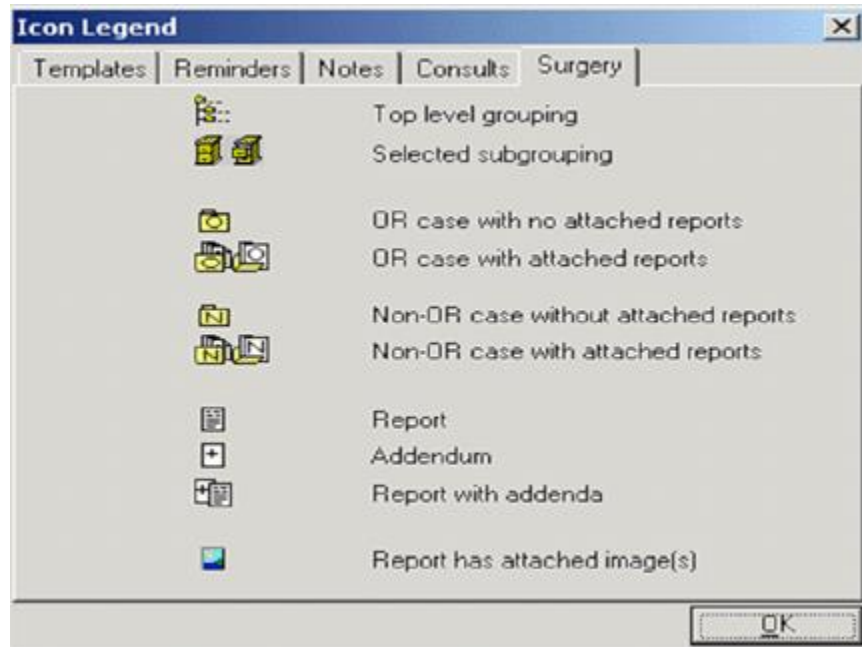 Icon Legend
Templates Reminders Notes Consults Surgery
Top level grouping
Selected subgrouping
OR case with no attached reports
OR case with attached reports
Non-OR case without attached reports
Non-OR case with attached reports
Report
Addendum
Report with addenda
Report has attached image(s)
OK